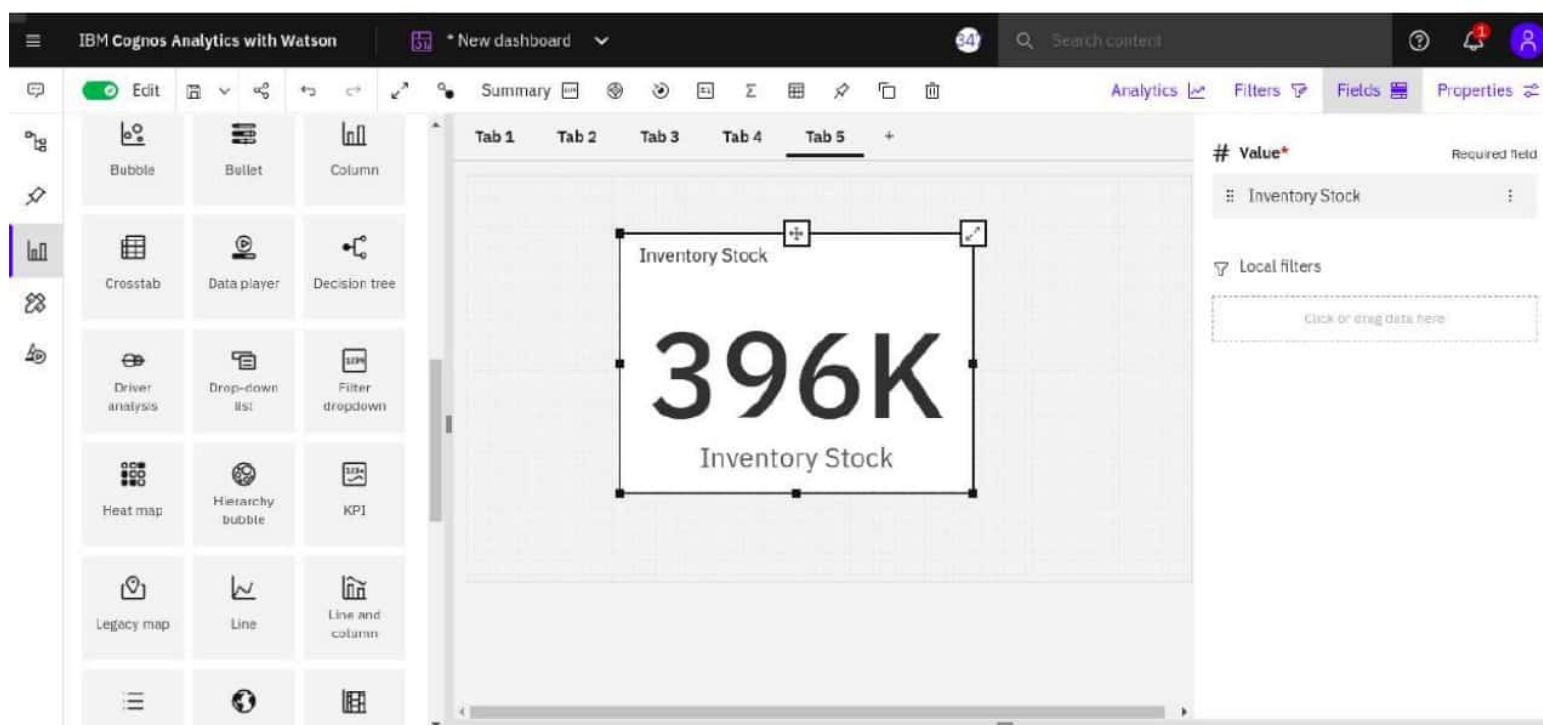 IBM Cognos Analytics with Watson
* New dashboard
Search content
1
Edit
Summary
Analytics
Filters
Fields
Properties
Tab 1 Tab 2 Tab 3 Tab 4 Tab 5 +
Bubble Bullet Column
Crosstab Data player Decision tree
Driver analysis
Drop-down list
Filter dropdown
Heat map
Hierarchy bubble
KPI
Legacy map
Line
Line and column
Inventory Stock
396K
Inventory Stock
# Value*
Required field
Inventory Stock
Local filters
Click or drag data here